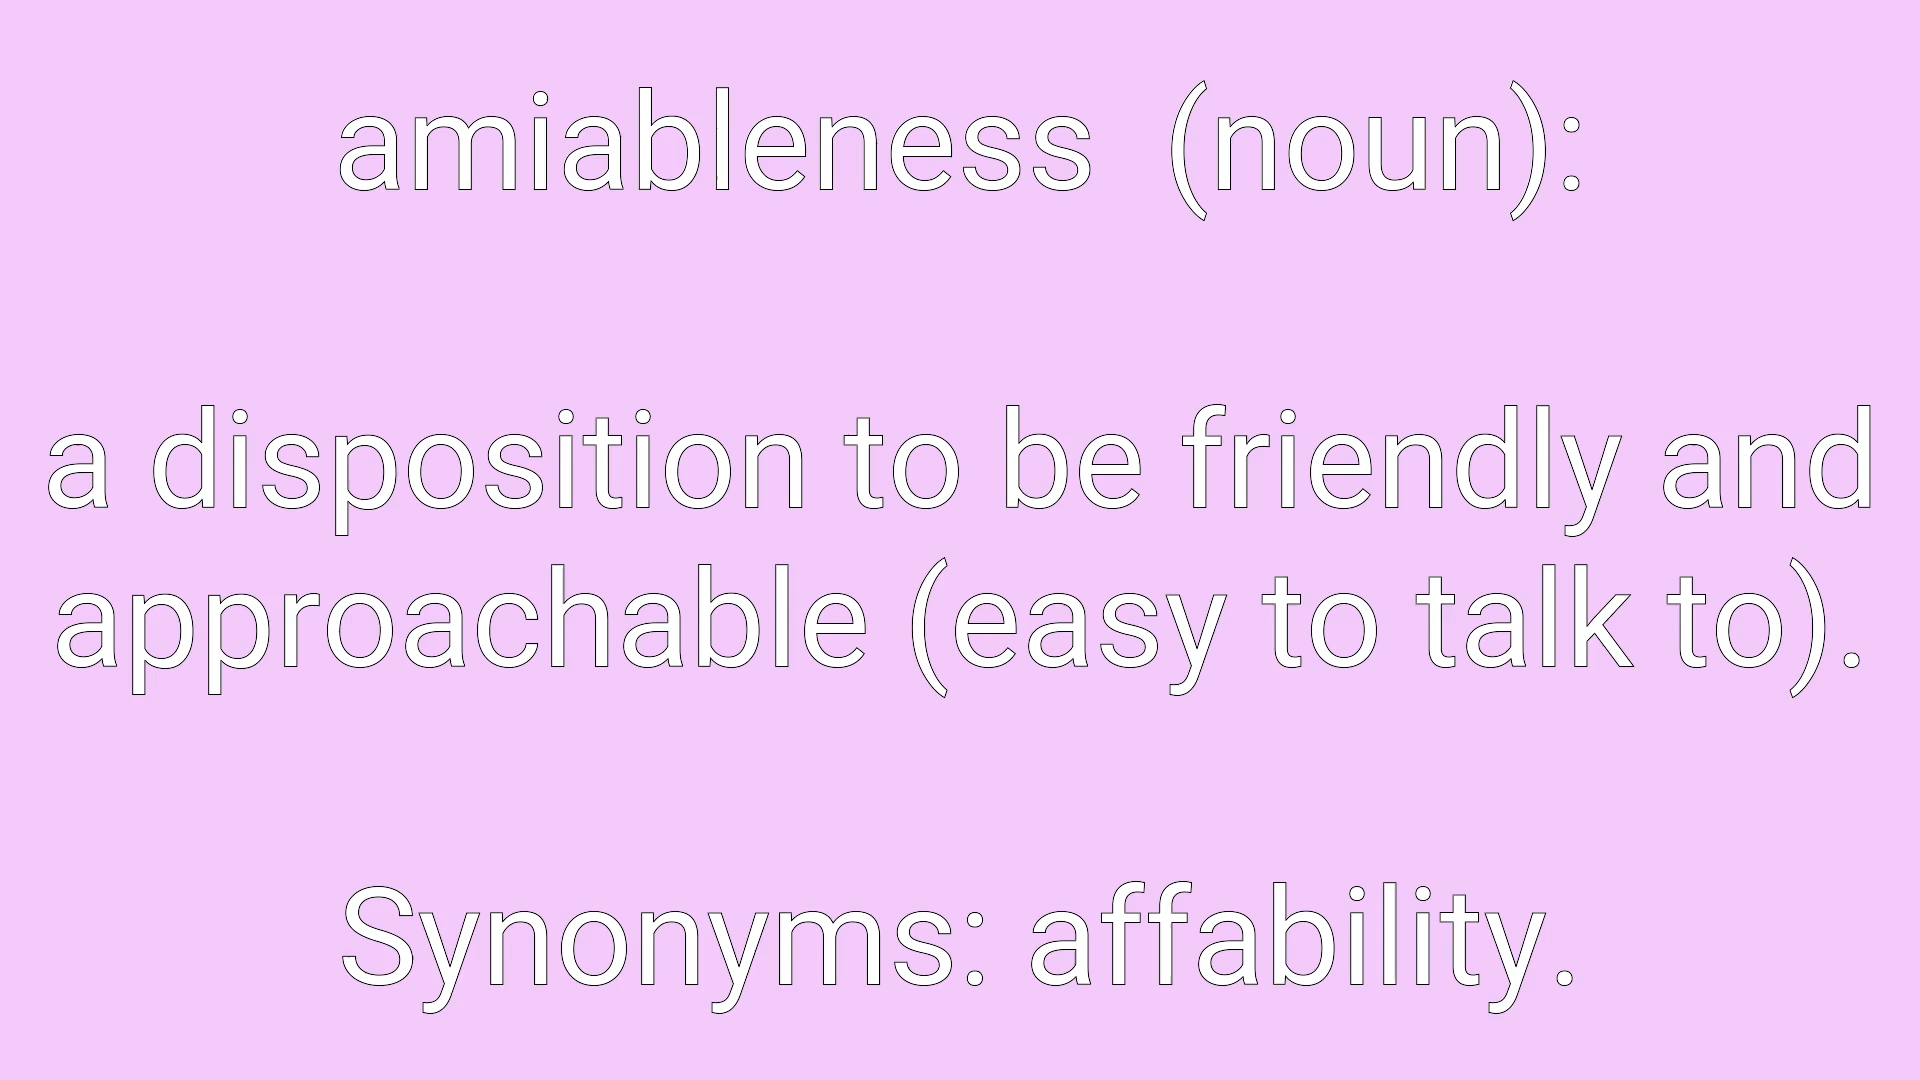 amiableness (noun):
a disposition to be friendly and
approachable (easy to talk to).
Synonyms: affability.